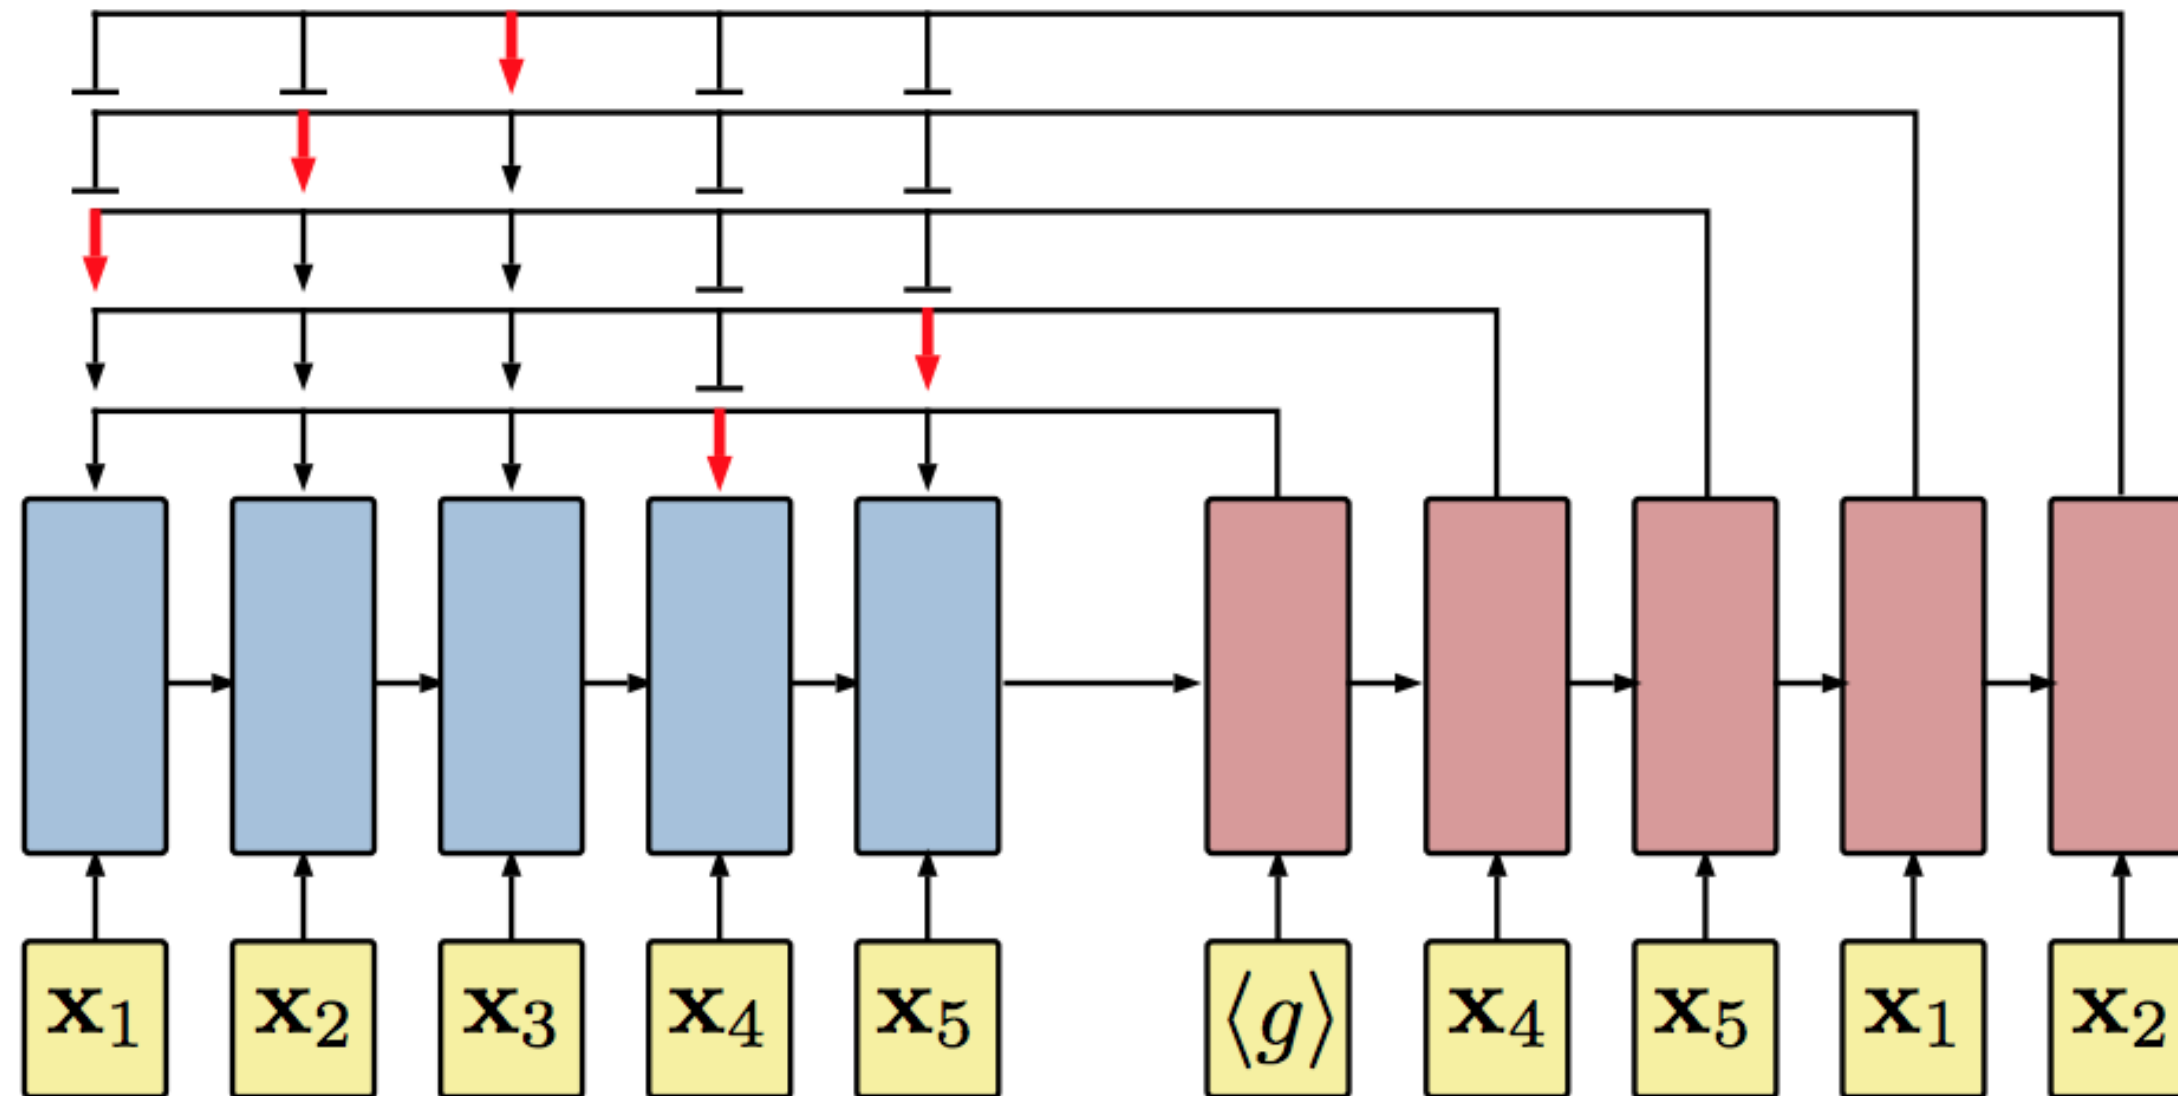 x₁ x₂ x₃ x₄ x₅ ⟨g⟩ x₄ x₅ x₁ x₂